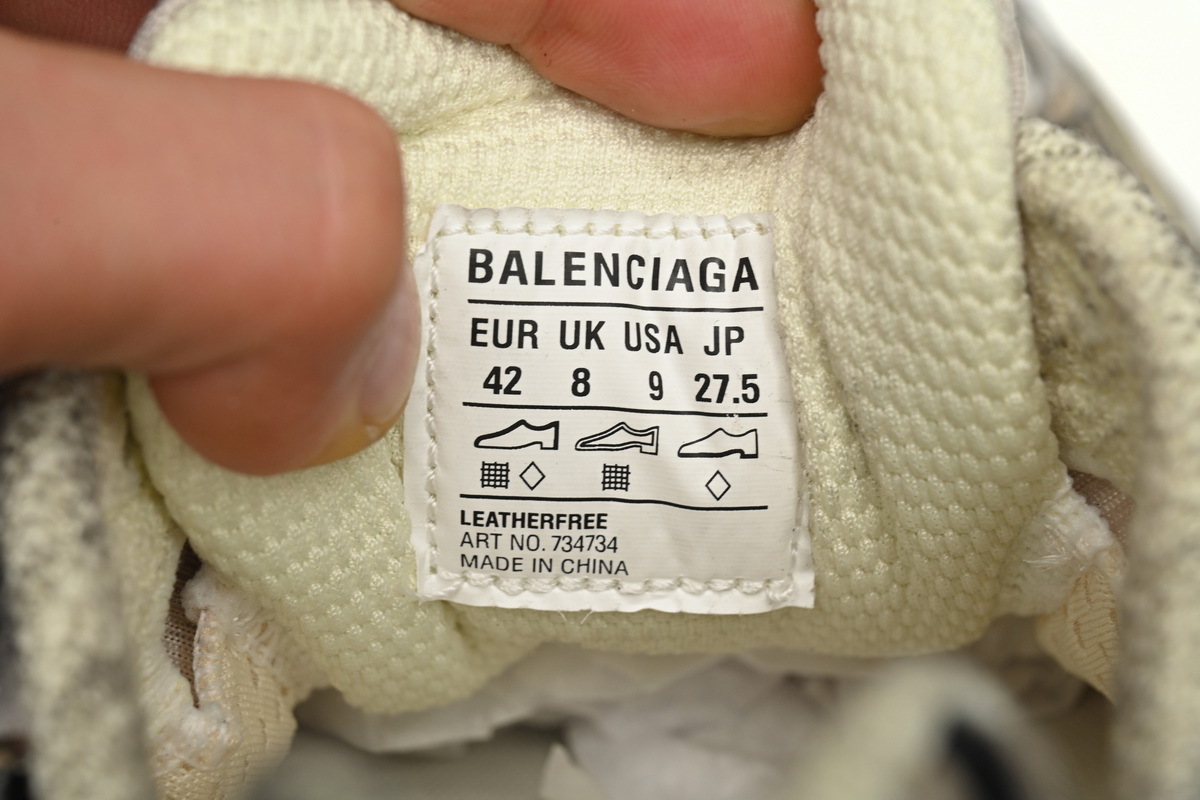 BALENCIAGA
EUR UK USA JP
42 8 9 27.5
LEATHERFREE
ART NO. 734734
MADE IN CHINA